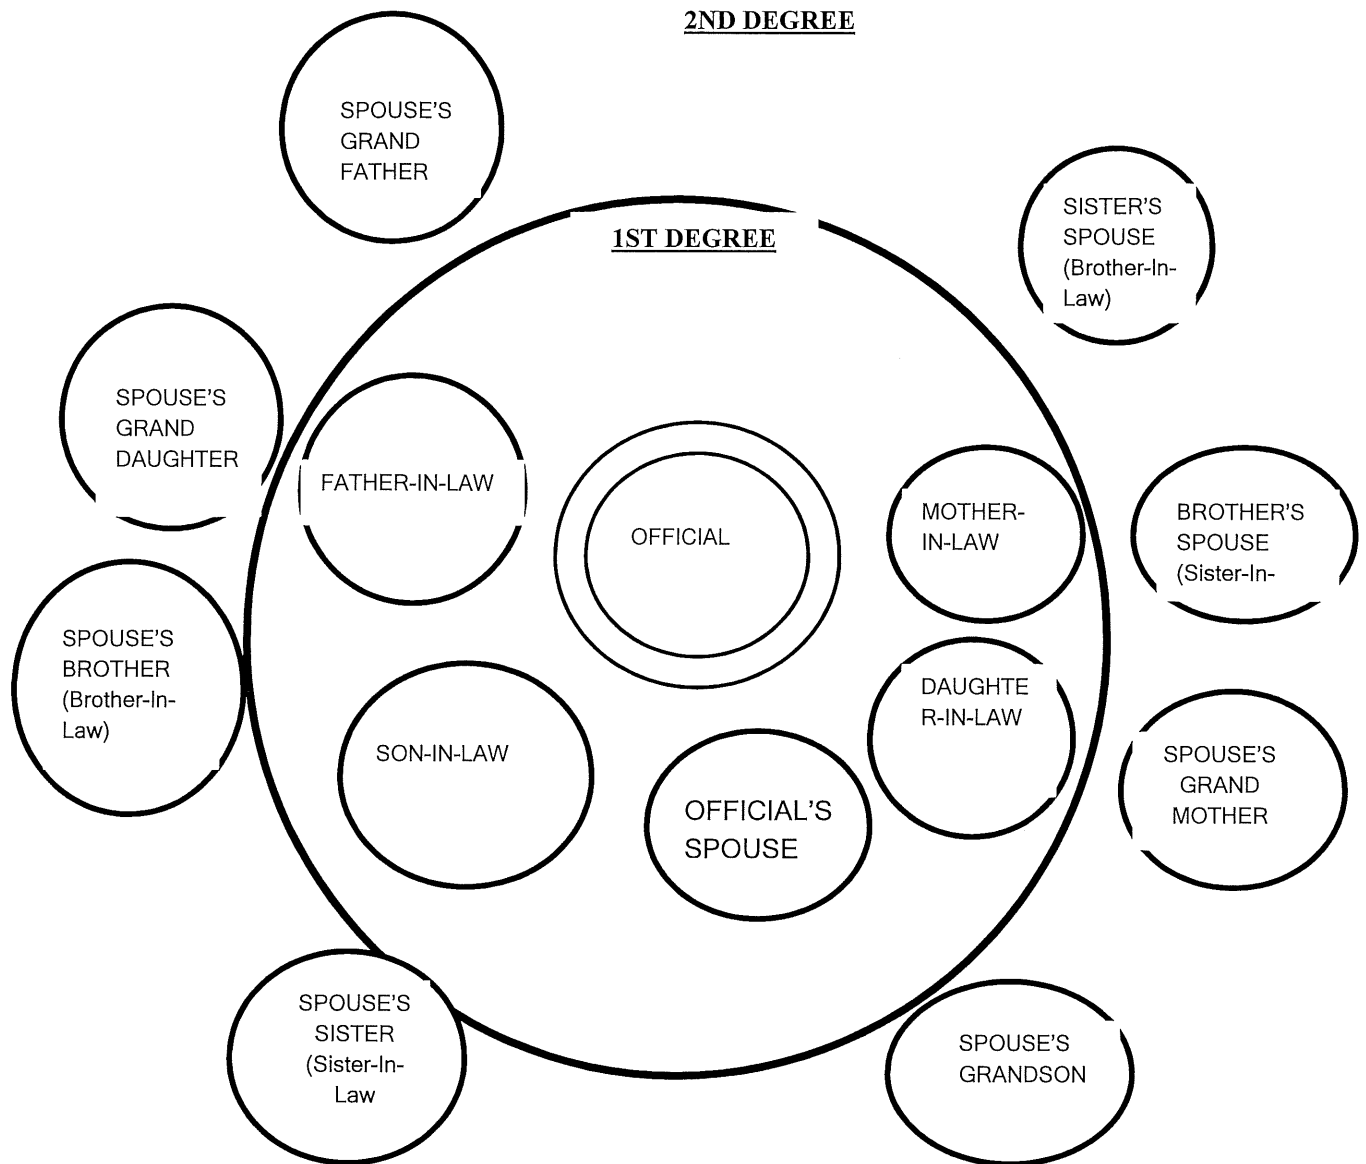 2ND DEGREE
SPOUSE'S
GRAND
FATHER
SISTER'S
SPOUSE
(Brother-In-
Law)
1ST DEGREE
SPOUSE'S
GRAND
DAUGHTER
FATHER-IN-LAW
OFFICIAL
MOTHER-
IN-LAW
BROTHER'S
SPOUSE
(Sister-In-
SPOUSE'S
BROTHER
(Brother-In-
Law)
SON-IN-LAW
OFFICIAL'S
SPOUSE
DAUGHTE
R-IN-LAW
SPOUSE'S
GRAND
MOTHER
SPOUSE'S
SISTER
(Sister-In-
Law
SPOUSE'S
GRANDSON